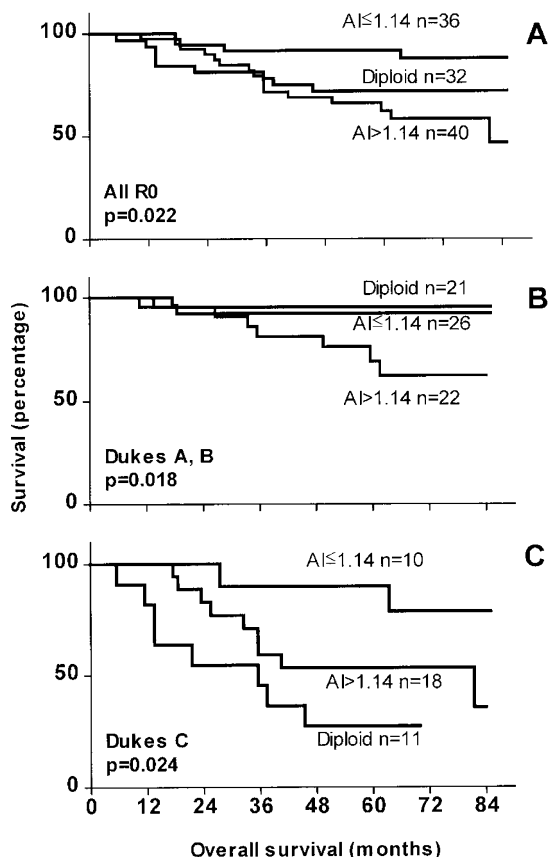 A
AI≤1.14 n=36
100
Diploid n=32
50
AI>1.14 n=40
All R0
p=0.022
0
B
Diploid n=21
100
AI≤1.14 n=26
50
AI>1.14 n=22
Dukes A, B
p=0.018
0
Survival (percentage)
C
AI≤1.14 n=10
100
50
AI>1.14 n=18
Diploid n=11
Dukes C
p=0.024
0
0 12 24 36 48 60 72 84
Overall survival (months)